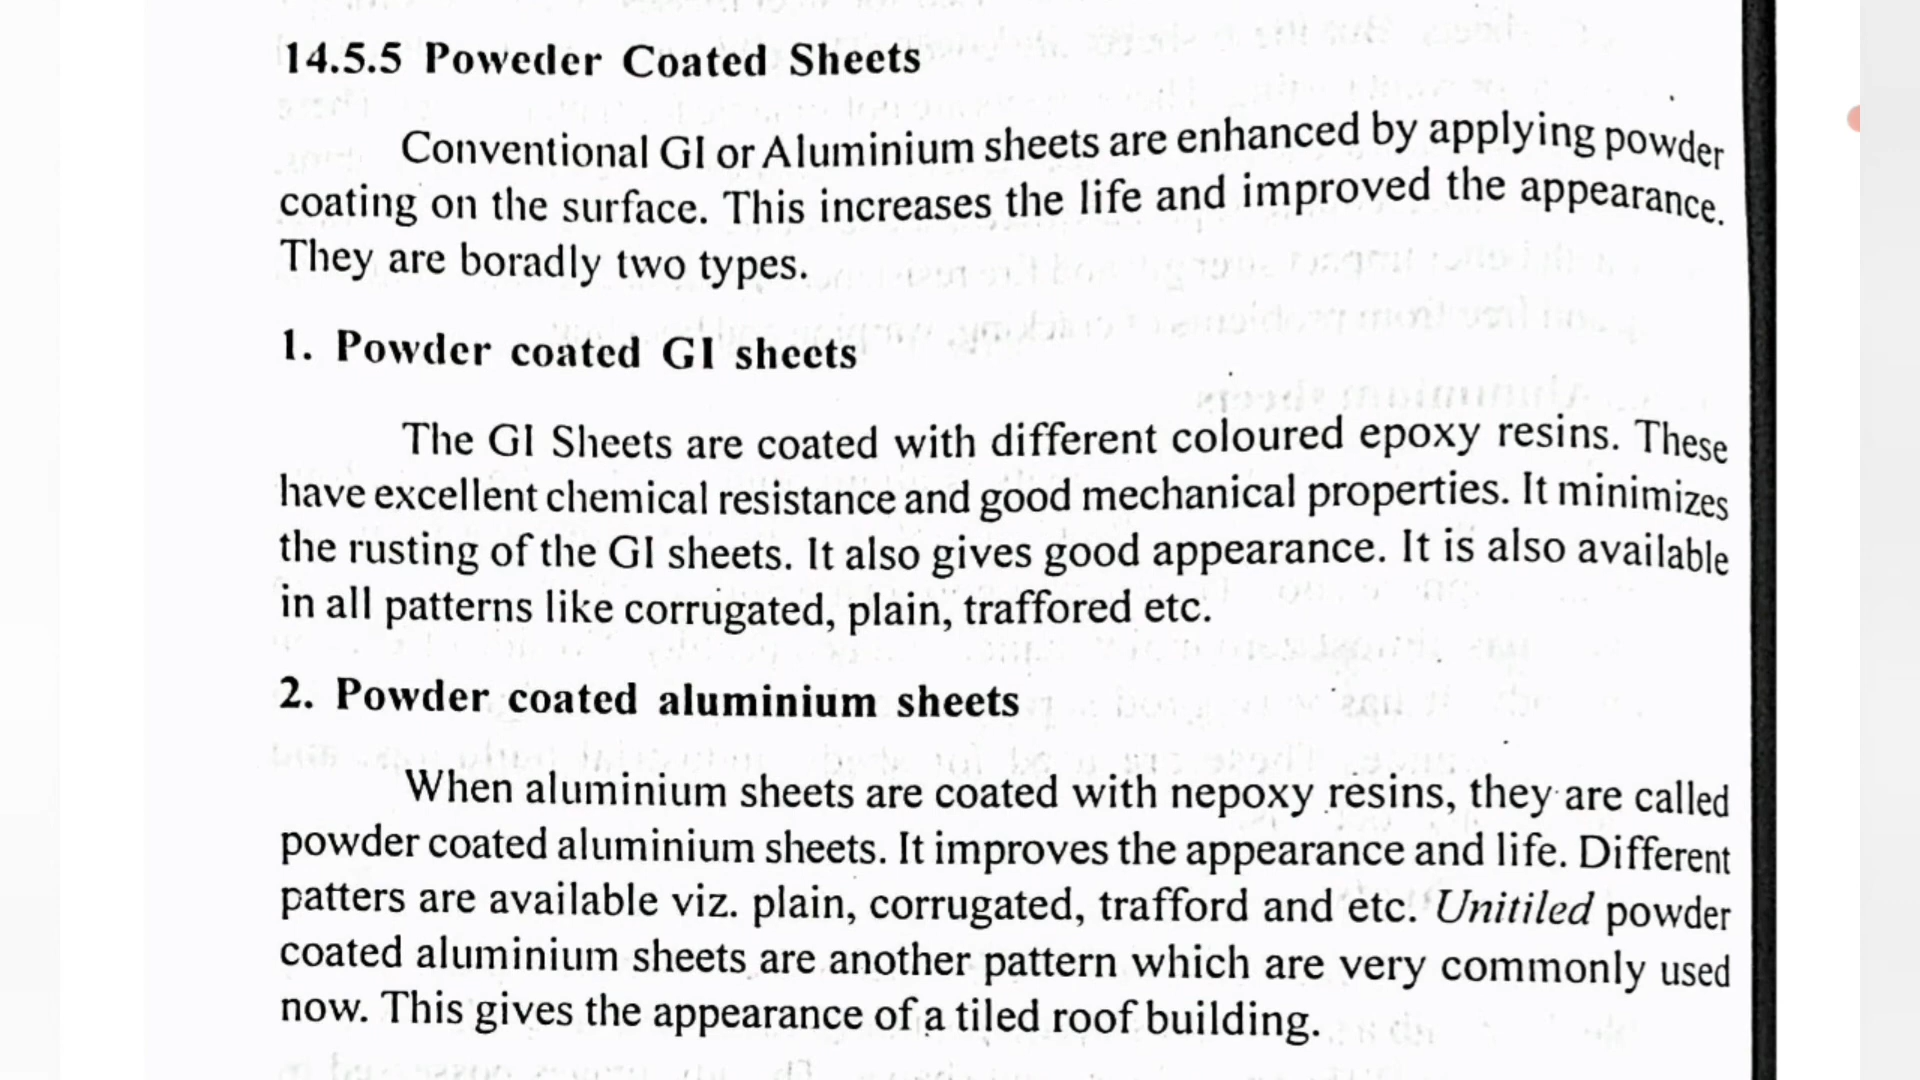 14.5.5 Poweder Coated Sheets
Conventional GI or Aluminium sheets are enhanced by applying powder
coating on the surface. This increases the life and improved the appearance.
They are boradly two types.
1. Powder coated GI sheets
The GI Sheets are coated with different coloured epoxy resins. These
have excellent chemical resistance and good mechanical properties. It minimizes
the rusting of the GI sheets. It also gives good appearance. It is also available
in all patterns like corrugated, plain, traffored etc.
2. Powder coated aluminium sheets
When aluminium sheets are coated with nepoxy resins, they are called
powder coated aluminium sheets. It improves the appearance and life. Different
patters are available viz. plain, corrugated, trafford and etc. Unitiled powder
coated aluminium sheets are another pattern which are very commonly used
now. This gives the appearance of a tiled roof building.